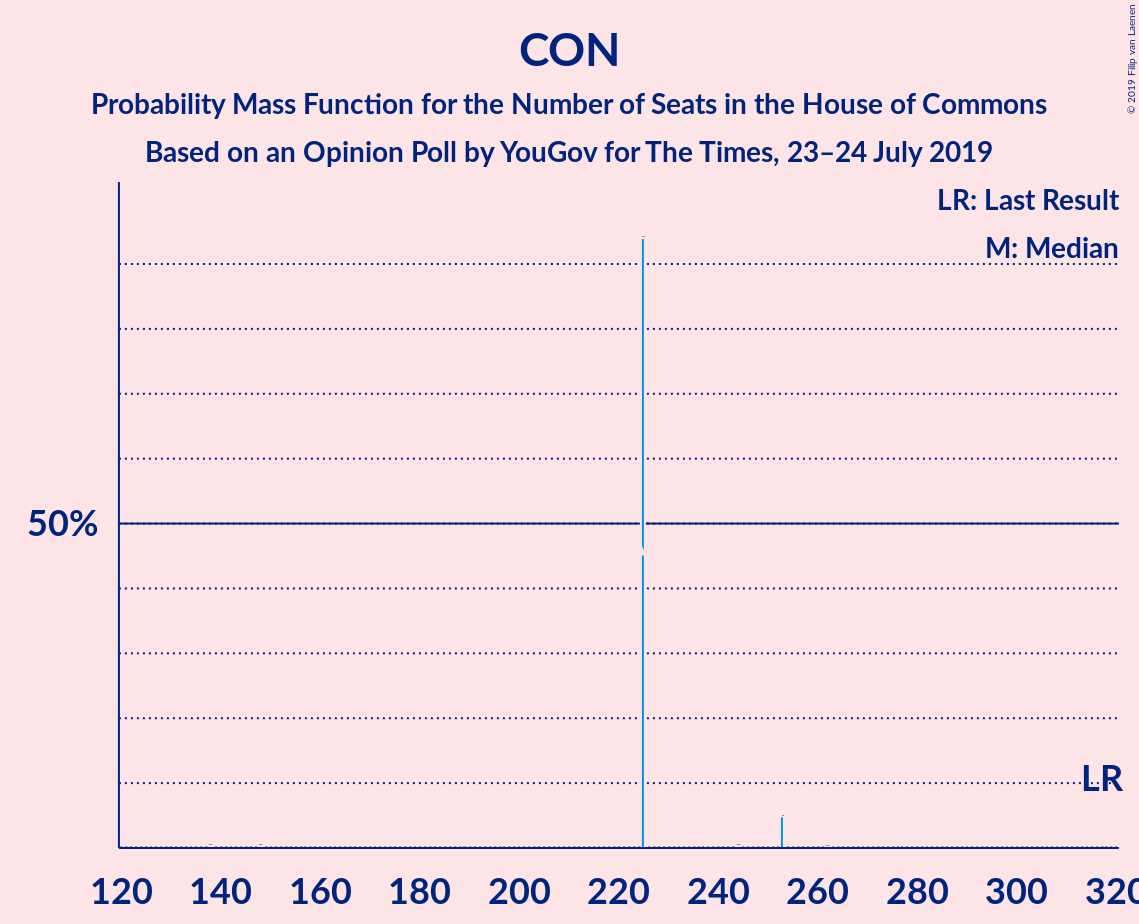 CON
Probability Mass Function for the Number of Seats in the House of Commons
Based on an Opinion Poll by YouGov for The Times, 23–24 July 2019
© 2019 Filip van Laenen
LR: Last Result
M: Median
50%
LR
120 140 160 180 200 220 240 260 280 300 320